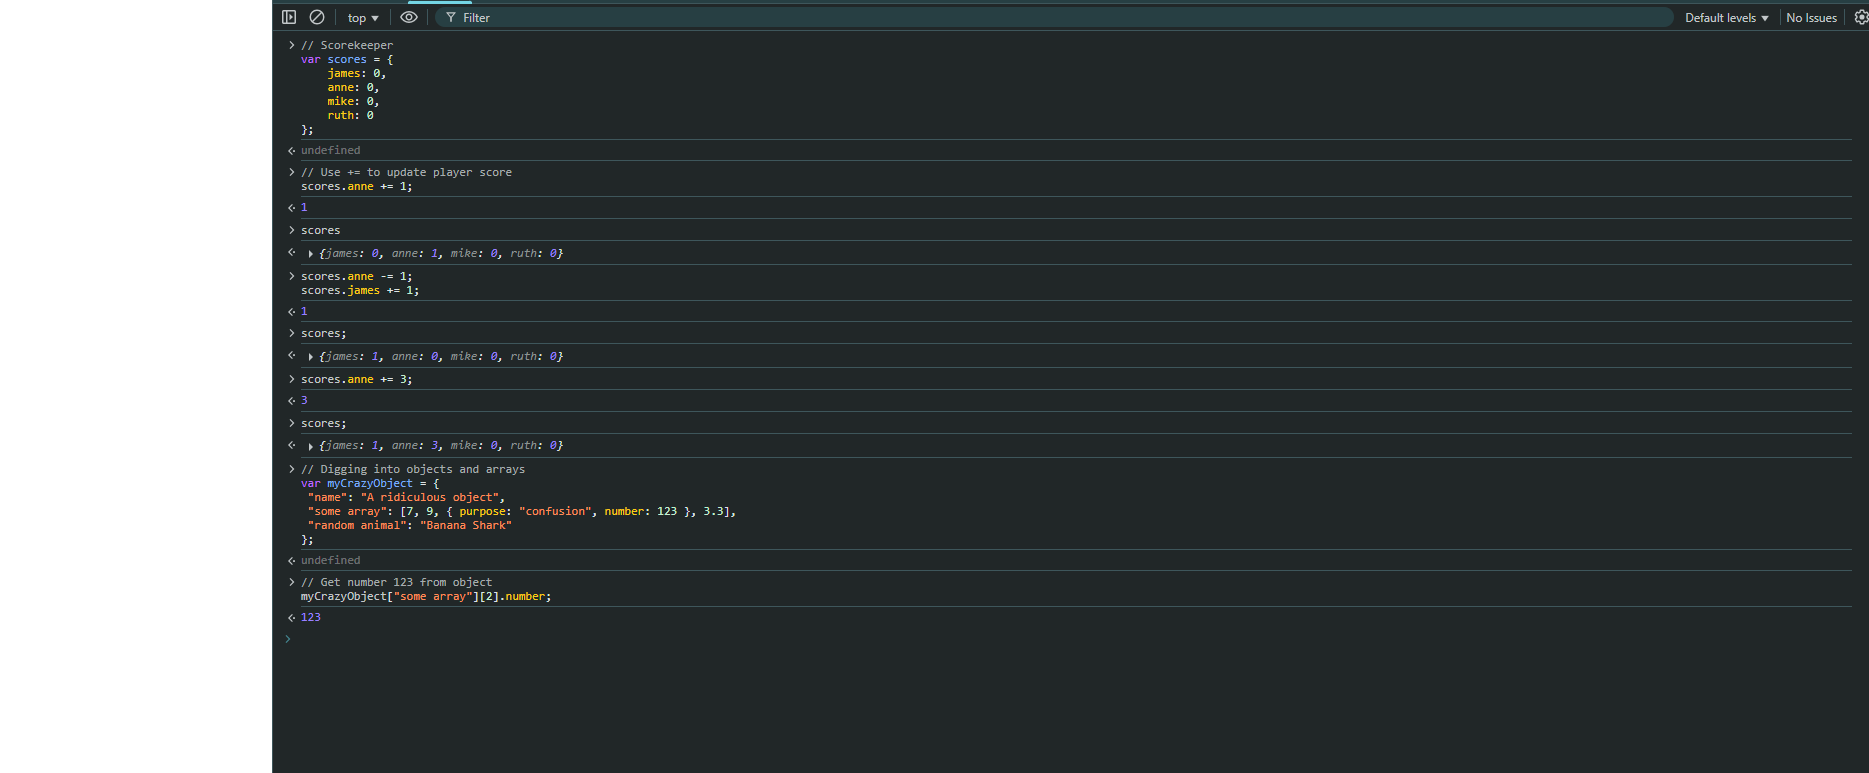 top
Filter
Default levels
No Issues
// Scorekeeper
var scores = {
    james: 0,
    anne: 0,
    mike: 0,
    ruth: 0
};
undefined
// Use += to update player score
scores.anne += 1;
1
scores
{james: 0, anne: 1, mike: 0, ruth: 0}
scores.anne -= 1;
scores.james += 1;
1
scores;
{james: 1, anne: 0, mike: 0, ruth: 0}
scores.anne += 3;
3
scores;
{james: 1, anne: 3, mike: 0, ruth: 0}
// Digging into objects and arrays
var myCrazyObject = {
 "name": "A ridiculous object",
 "some array": [7, 9, { purpose: "confusion", number: 123 }, 3.3],
 "random animal": "Banana Shark"
};
undefined
// Get number 123 from object
myCrazyObject["some array"][2].number;
123